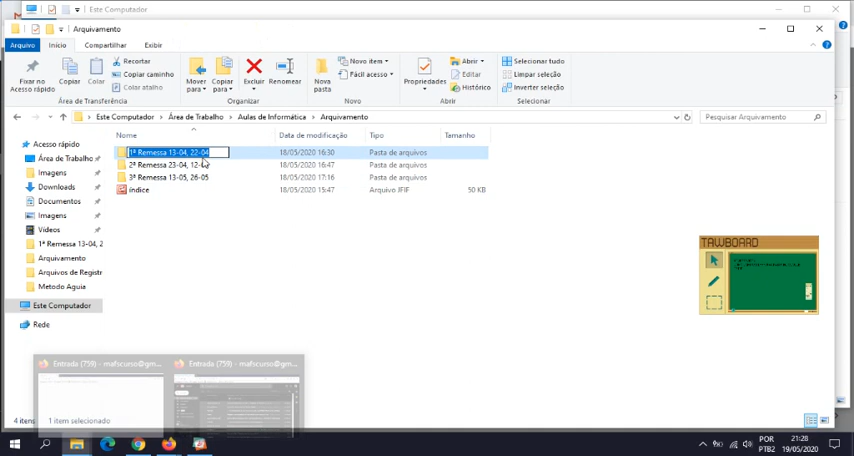 Este Computador
Arquivamento
Arquivo Início Compartilhar Exibir
Fixar no Acesso rápido
Copiar
Colar
Recortar
Copiar caminho
Colar atalho
Área de Transferência
Mover para
Copiar para
Excluir
Renomear
Organizar
Nova pasta
Novo item
Fácil acesso
Novo
Propriedades
Abrir
Editar
Histórico
Abrir
Selecionar tudo
Limpar seleção
Inverter seleção
Selecionar
Este Computador > Área de Trabalho > Aulas de Informática > Arquivamento
Pesquisar Arquivamento
Nome Data de modificação Tipo Tamanho
1ª Remessa 13-04, 22-04 18/05/2020 16:30 Pasta de arquivos
2ª Remessa 23-04, 12- 18/05/2020 16:47 Pasta de arquivos
3ª Remessa 13-05, 26-05 18/05/2020 17:16 Pasta de arquivos
índice 18/05/2020 15:47 Arquivo JFIF 50 KB
Acesso rápido
Área de Trabalho
Imagens
Downloads
Documentos
Imagens
Vídeos
1ª Remessa 13-04, 2
Arquivamento
Arquivos de Registr
Metodo Aguia
Este Computador
Rede
TAWBOARD
Entrada (759) - mafscurso@gm...
Entrada (759) - mafscurso@gm...
4 itens 1 item selecionado
POR
PTB2
21:28
19/05/2020